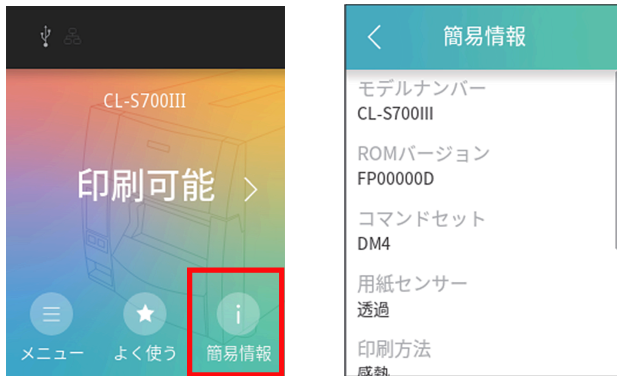 CL-S700III
印刷可能
メニュー
よく使う
簡易情報
簡易情報
モデルナンバー
CL-S700III
ROMバージョン
FP00000D
コマンドセット
DM4
用紙センサー
透過
印刷方法
感熱